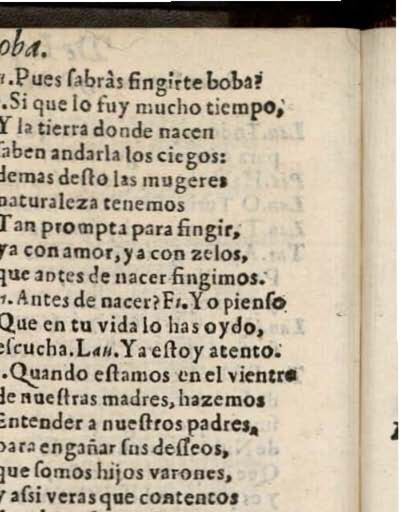 oba.
.Pues ſabràs fingirte boba?
.Si que lo fuy mucho tiempo,
Y la tierra donde nacen
ſaben andarla los ciegos:
demas deſto las mugeres
naturaleza tenemos
Tan prompta para fingir,
ya con amor, ya con zelos,
que antes de nacer fingimos.
.Antes de nacer? Fi. Yo pienſo
Que en tu vida lo has oydo,
eſcucha. Lau. Ya eſtoy atento.
.Quando eſtamos en el vientre
de nueſtras madres, hazemos
Entender a nueſtros padres,
para engañar ſus deſſeos,
que ſomos hijos varones,
y aſsi veras que contentos